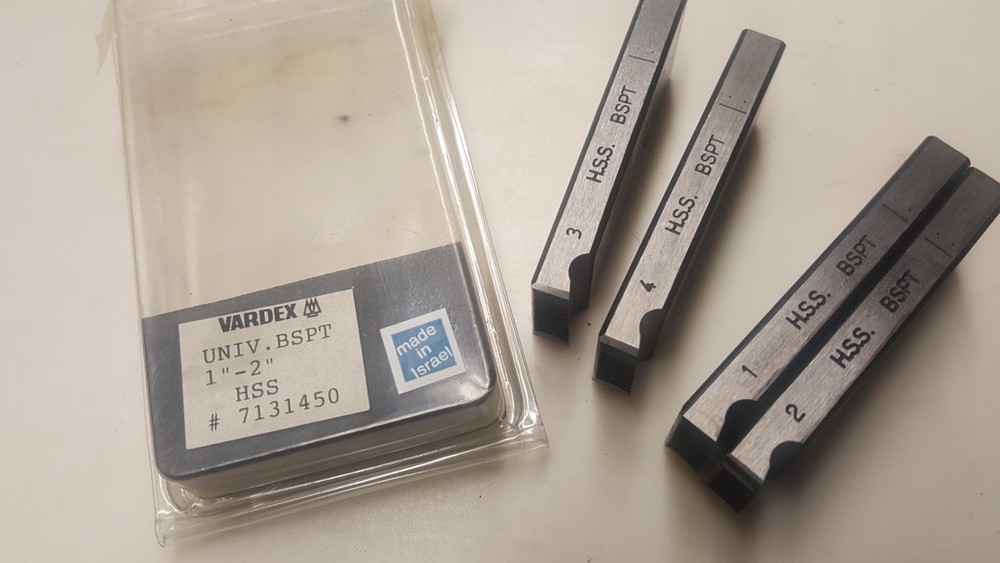 VARDEX
UNIV.BSPT
1"-2"
HSS
# 7131450
made
in
Israel
3 H.S.S. BSPT
4 H.S.S. BSPT
1 H.S.S. BSPT
2 H.S.S. BSPT